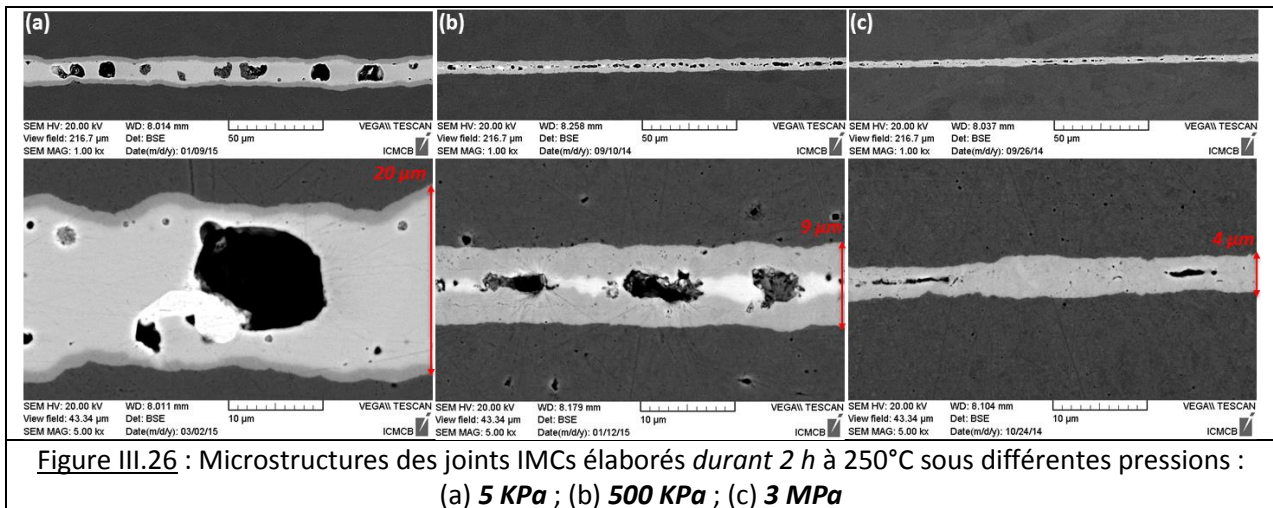 (a)
SEM HV: 20.00 kV WD: 8.014 mm
View field: 216.7 µm Det: BSE 50 µm
SEM MAG: 1.00 kx Date(m/d/y): 01/09/15
VEGA\\ TESCAN
ICMCB
(b)
SEM HV: 20.00 kV WD: 8.258 mm
View field: 216.7 µm Det: BSE 50 µm
SEM MAG: 1.00 kx Date(m/d/y): 09/10/14
VEGA\\ TESCAN
ICMCB
(c)
SEM HV: 20.00 kV WD: 8.037 mm
View field: 216.7 µm Det: BSE 50 µm
SEM MAG: 1.00 kx Date(m/d/y): 09/26/14
VEGA\\ TESCAN
ICMCB
20 µm
SEM HV: 20.00 kV WD: 8.011 mm
View field: 43.34 µm Det: BSE 10 µm
SEM MAG: 5.00 kx Date(m/d/y): 03/02/15
VEGA\\ TESCAN
ICMCB
9 µm
SEM HV: 20.00 kV WD: 8.179 mm
View field: 43.34 µm Det: BSE 10 µm
SEM MAG: 5.00 kx Date(m/d/y): 01/12/15
VEGA\\ TESCAN
ICMCB
4 µm
SEM HV: 20.00 kV WD: 8.104 mm
View field: 43.34 µm Det: BSE 10 µm
SEM MAG: 5.00 kx Date(m/d/y): 10/24/14
VEGA\\ TESCAN
ICMCB
Figure III.26 : Microstructures des joints IMCs élaborés durant 2 h à 250°C sous différentes pressions :
(a) 5 KPa ; (b) 500 KPa ; (c) 3 MPa